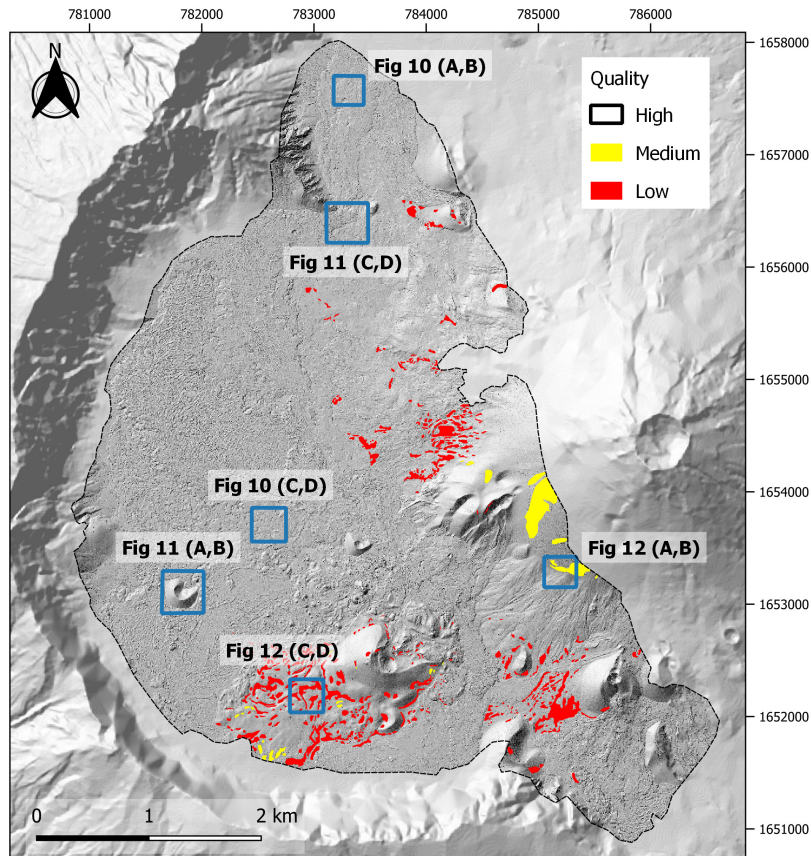 781000 782000 783000 784000 785000 786000
N
Fig 10 (A,B)
Quality
High
Medium
Low
Fig 11 (C,D)
Fig 10 (C,D)
Fig 11 (A,B)
Fig 12 (A,B)
Fig 12 (C,D)
1658000
1657000
1656000
1655000
1654000
1653000
1652000
1651000
0 1 2 km